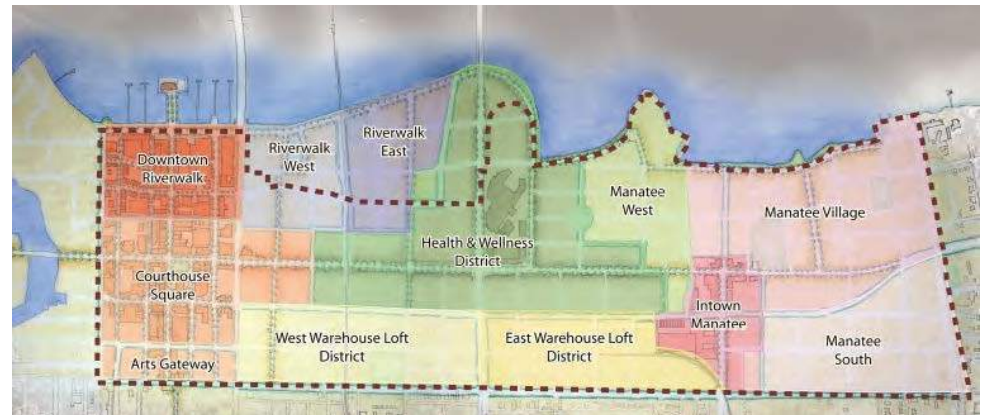 Downtown
Riverwalk
Riverwalk
West
Riverwalk
East
Manatee
West
Manatee Village
Health & Wellness
District
Courthouse
Square
Arts Gateway
West Warehouse Loft
District
East Warehouse Loft
District
Intown
Manatee
Manatee
South